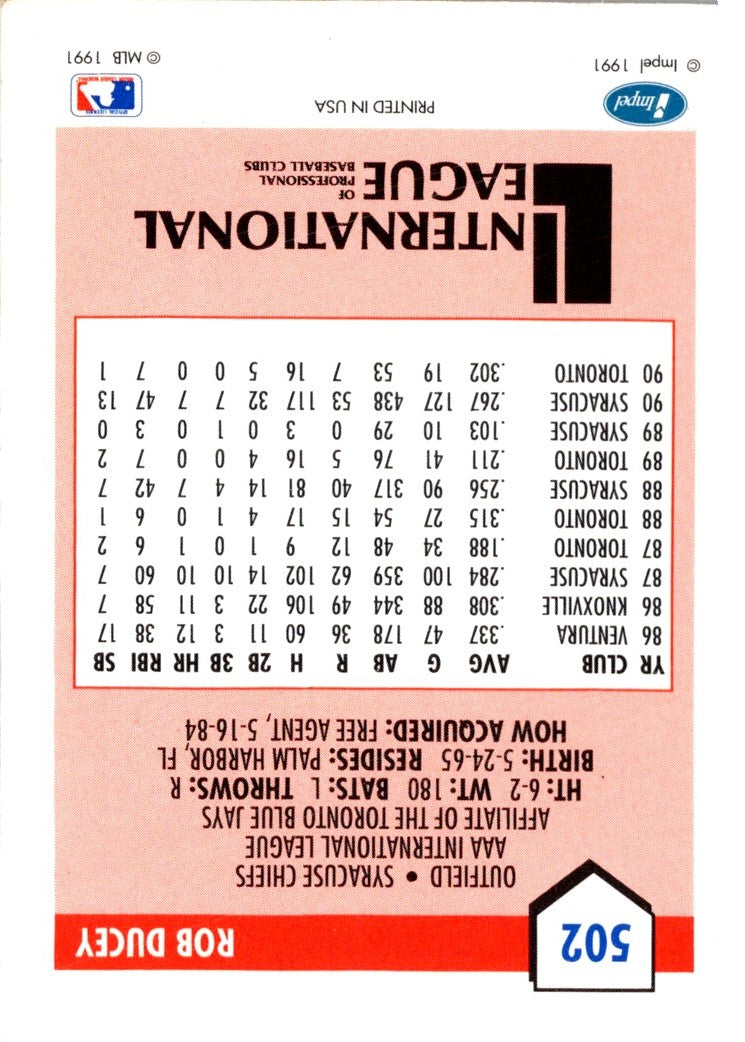 502
ROB DUCEY
OUTFIELD • SYRACUSE CHIEFS
AAA INTERNATIONAL LEAGUE
AFFILIATE OF THE TORONTO BLUE JAYS
HT: 6-2 WT: 180 BATS: L THROWS: R
BIRTH: 5-24-65 RESIDES: PALM HARBOR, FL
HOW ACQUIRED: FREE AGENT, 5-16-84
YR CLUB AVG G AB R H 2B 3B HR RBI SB
86 VENTURA .337 47 178 36 60 11 3 12 38 17
86 KNOXVILLE .308 88 344 49 106 22 3 11 58 7
87 SYRACUSE .284 100 359 62 102 14 10 10 60 7
87 TORONTO .188 34 48 12 9 1 0 1 6 2
88 TORONTO .315 27 54 15 17 4 1 0 6 1
88 SYRACUSE .256 90 317 40 81 14 4 7 42 7
89 TORONTO .211 41 76 5 16 4 0 0 7 2
89 SYRACUSE .103 10 29 0 3 0 1 0 3 0
90 SYRACUSE .267 127 438 53 117 32 7 7 47 13
90 TORONTO .302 19 53 7 16 5 0 0 7 1
INTERNATIONAL
LEAGUE
OF
PROFESSIONAL
BASEBALL CLUBS
Impel
PRINTED IN USA
© Impel 1991
© MLB 1991